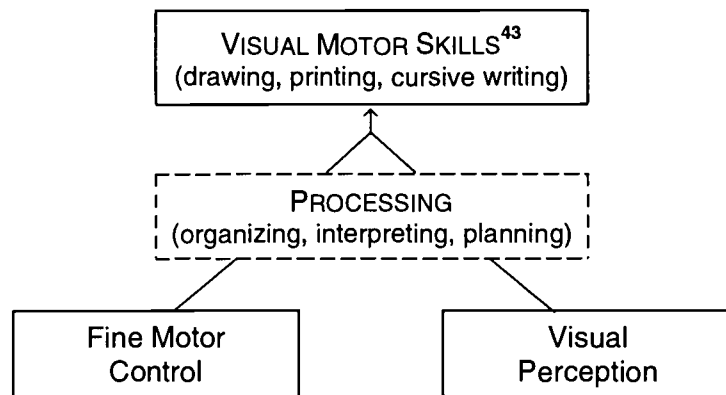 VISUAL MOTOR SKILLS43
(drawing, printing, cursive writing)
PROCESSING
(organizing, interpreting, planning)
Fine Motor
Control
Visual
Perception